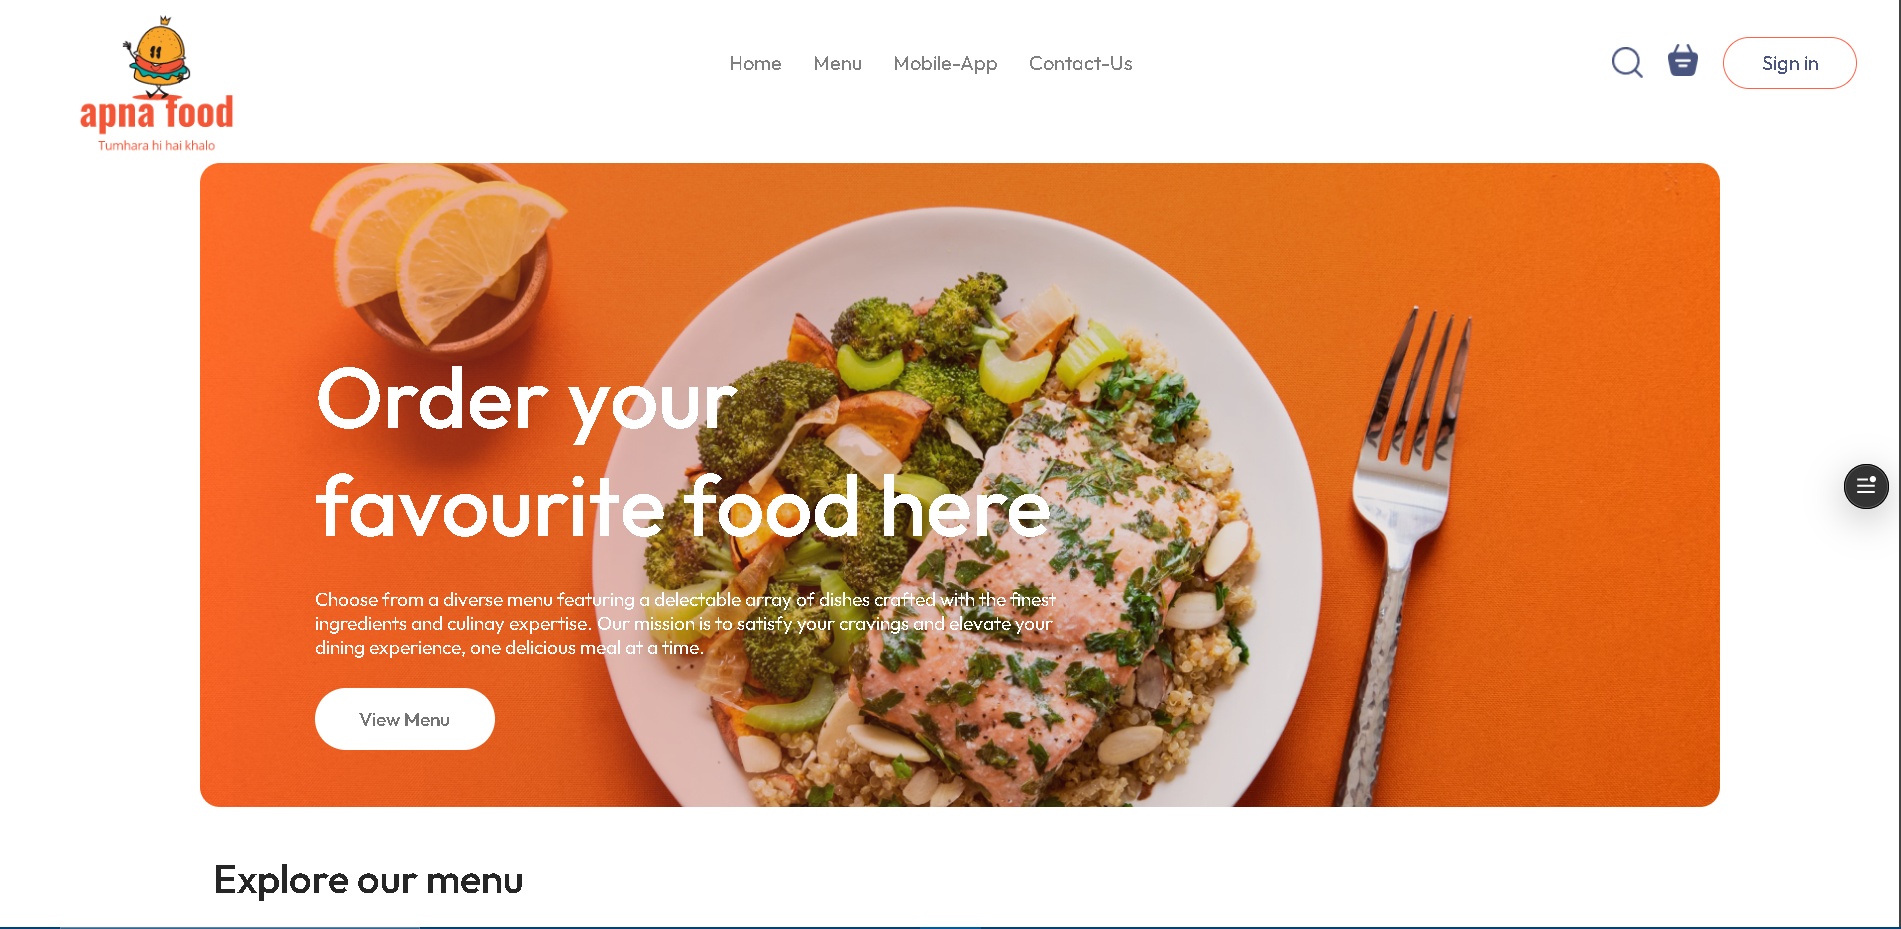 apna food
Tumhara hi hai khalo
Home
Menu
Mobile-App
Contact-Us
Sign in
Order your
favourite food here
Choose from a diverse menu featuring a delectable array of dishes crafted with the finest
ingredients and culinay expertise. Our mission is to satisfy your cravings and elevate your
dining experience, one delicious meal at a time.
View Menu
Explore our menu